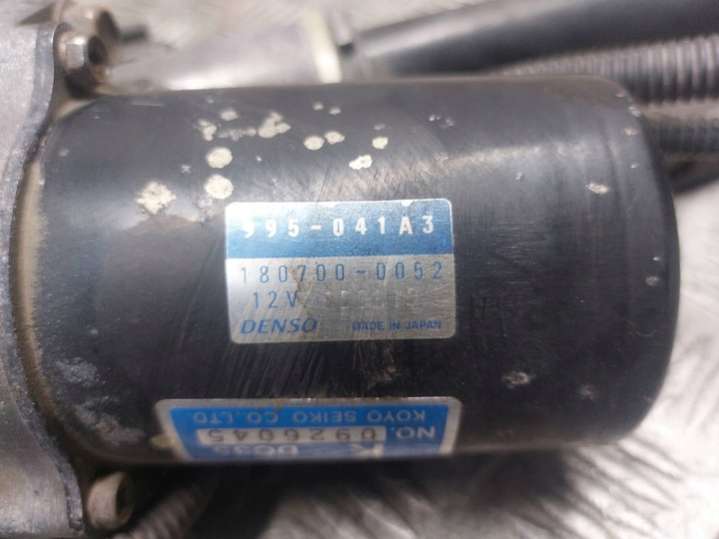 995-041A3
180700-0052
12V
DENSO MADE IN JAPAN
KOYO SEIKO CO.,LTD
NO. 0926045